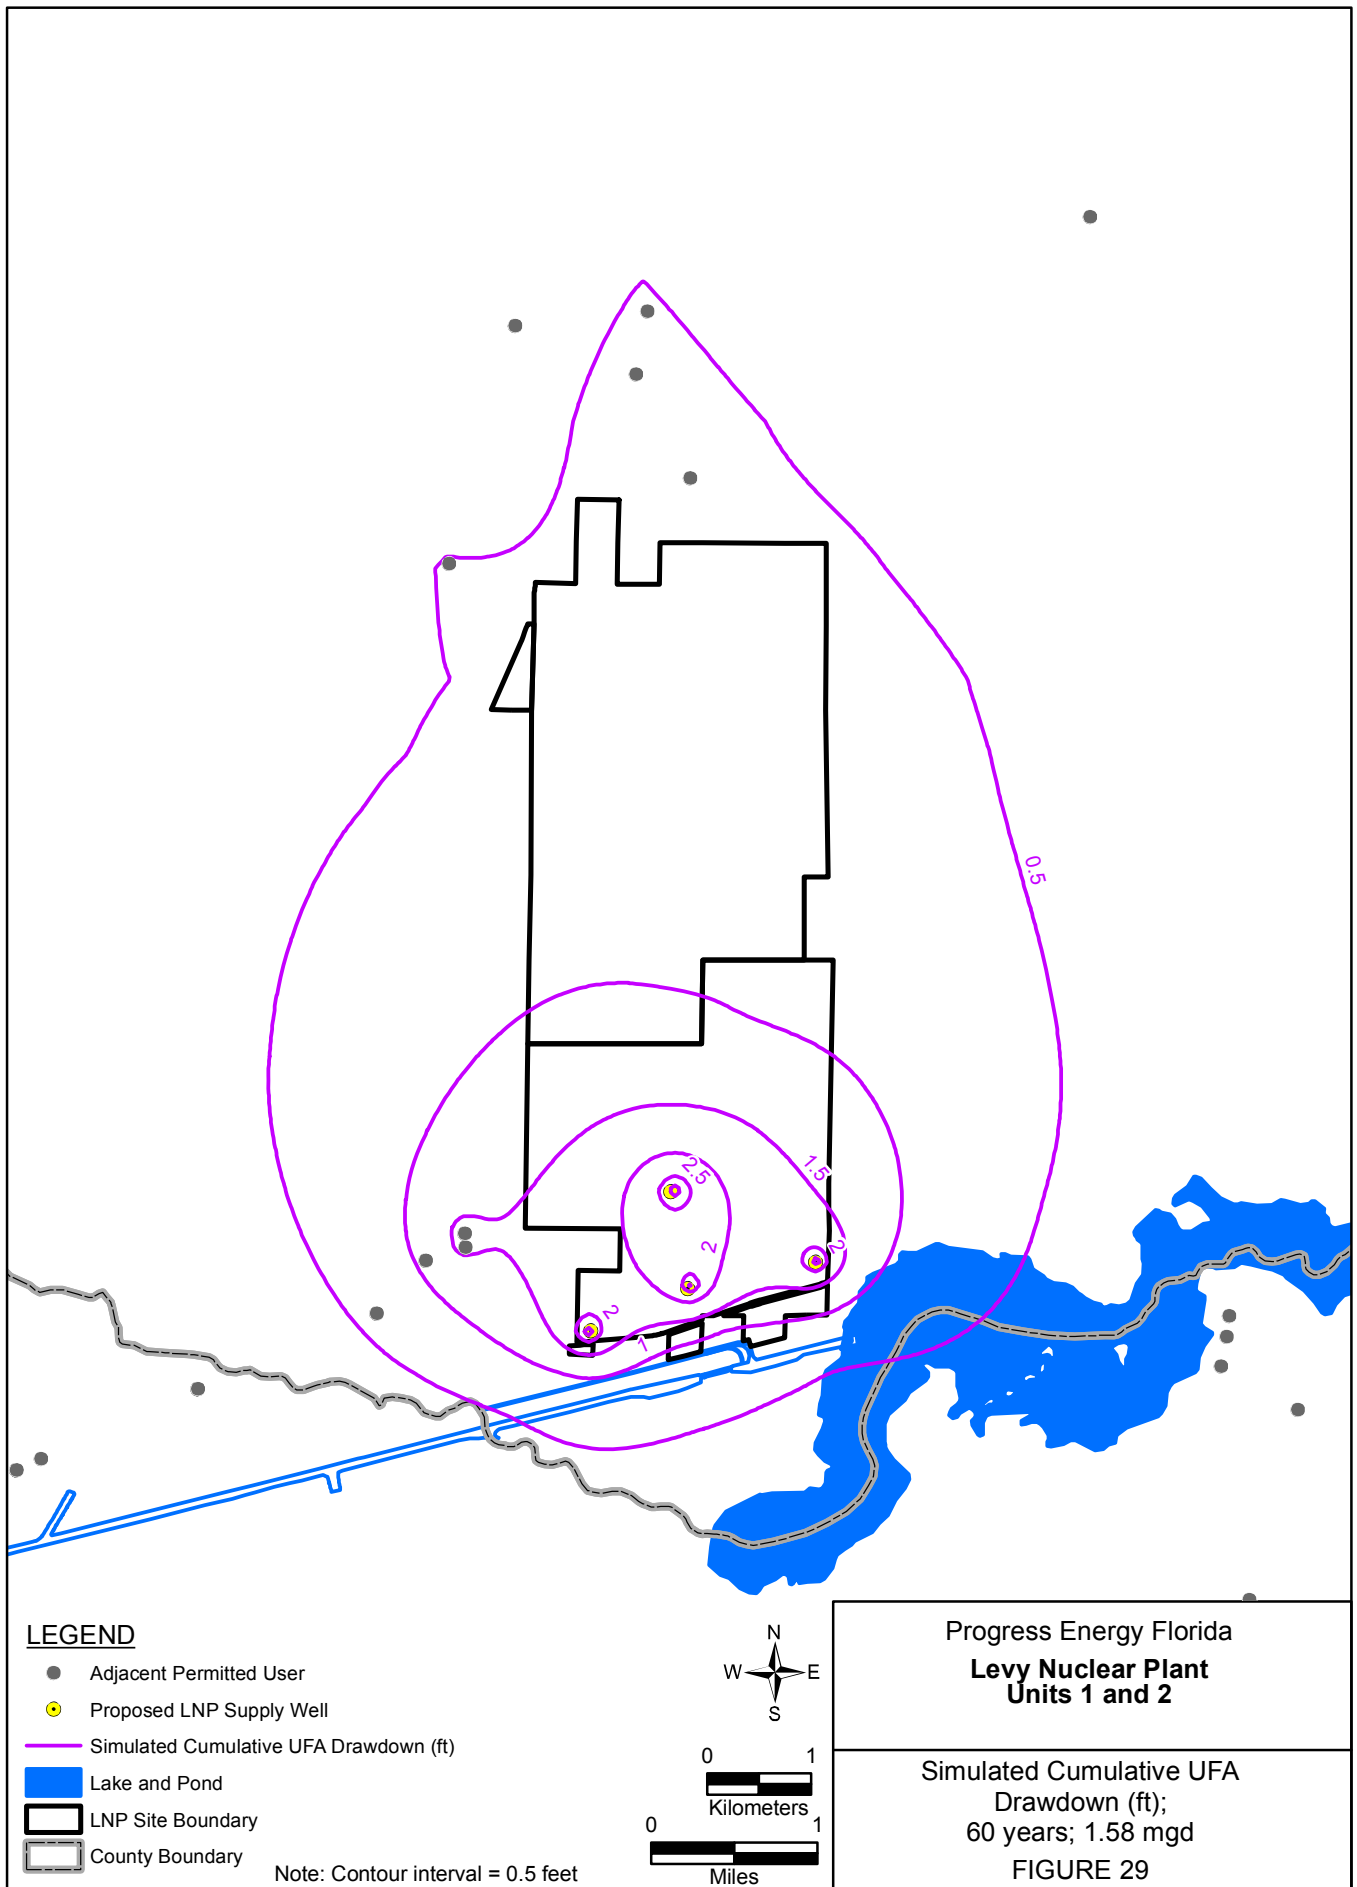 0.5
2.5
1.5
2
2
2
1
LEGEND
Adjacent Permitted User
Proposed LNP Supply Well
Simulated Cumulative UFA Drawdown (ft)
Lake and Pond
LNP Site Boundary
County Boundary
Note: Contour interval = 0.5 feet
N
W E
S
0 1
Kilometers
0 1
Miles
Progress Energy Florida
Levy Nuclear Plant
Units 1 and 2
Simulated Cumulative UFA
Drawdown (ft);
60 years; 1.58 mgd
FIGURE 29